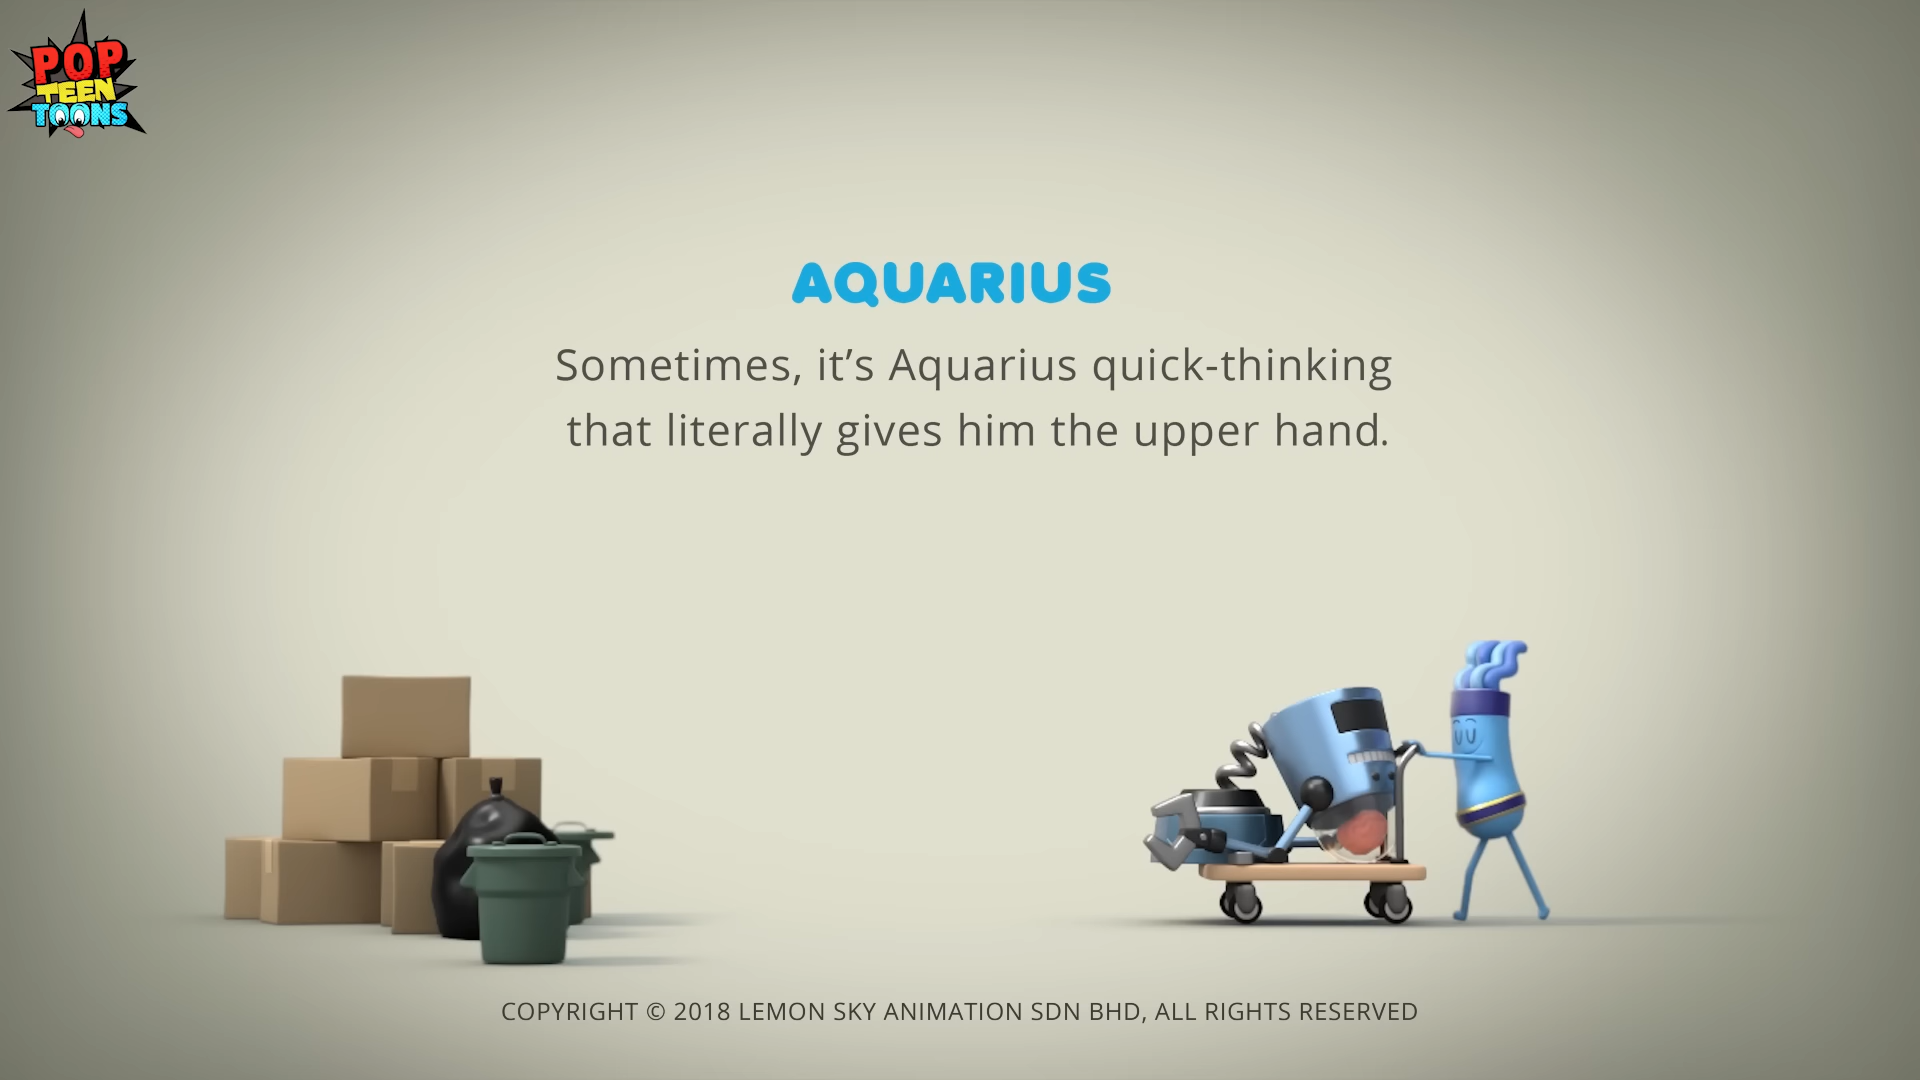 POP
TEEN
TOONS
AQUARIUS
Sometimes, it’s Aquarius quick-thinking
that literally gives him the upper hand.
COPYRIGHT © 2018 LEMON SKY ANIMATION SDN BHD, ALL RIGHTS RESERVED